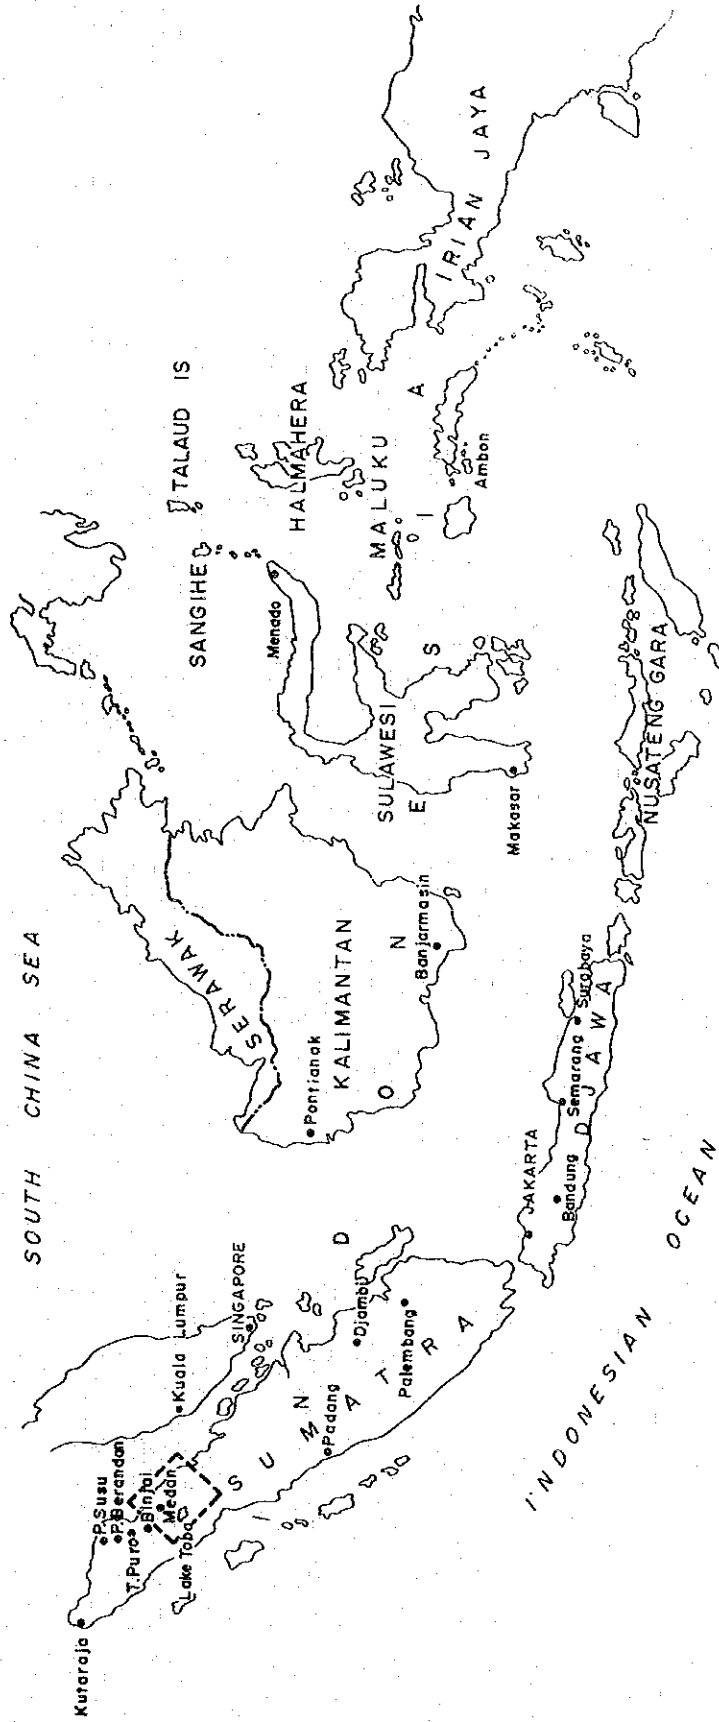 SOUTH CHINA SEA
Kutaraja
P.Susu
P.Berandan
T.Pura
Binjai
Medan
Lake Toba
Kuala Lumpur
SINGAPORE
SUMATRA
Padang
Djambi
Palembang
INDONESIA
SERAWAK
KALIMANTAN
Pontianak
Banjarmasin
JAKARTA
Bandung
Semarang
Surabaya
DJAWA
SANGIHE
TALAUD IS
Menado
SULAWESI
Makasar
HALMAHERA
MALUKU
Ambon
IRIAN JAYA
NUSATENG GARA
INDONESIAN OCEAN